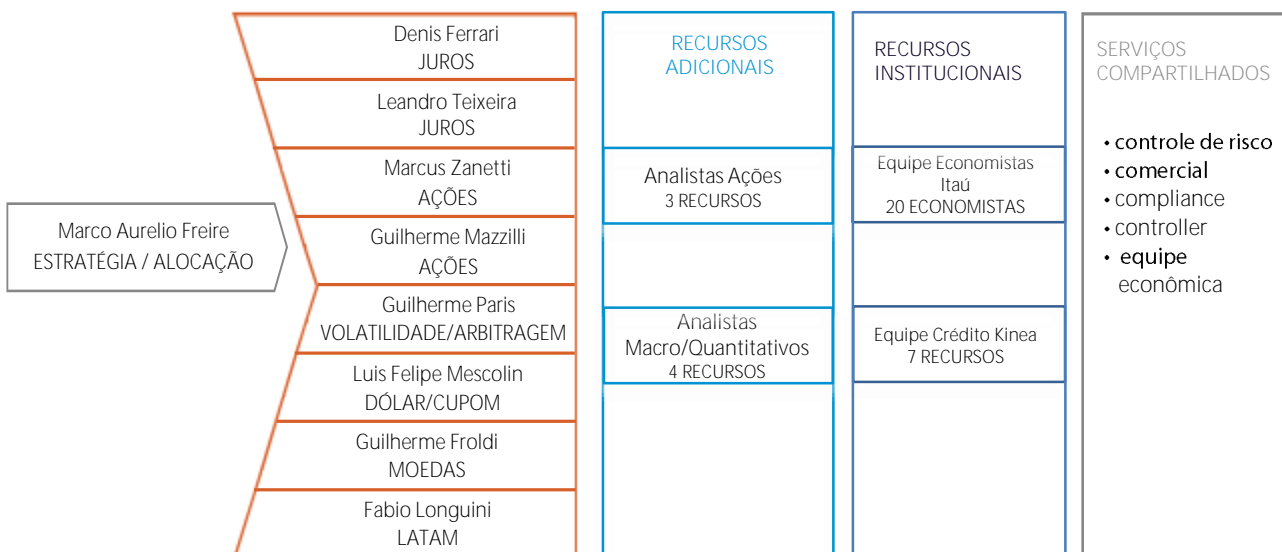 Marco Aurelio Freire
ESTRATÉGIA / ALOCAÇÃO
Denis Ferrari
JUROS
Leandro Teixeira
JUROS
Marcus Zanetti
AÇÕES
Guilherme Mazzilli
AÇÕES
Guilherme Paris
VOLATILIDADE/ARBITRAGEM
Luis Felipe Mescolin
DÓLAR/CUPOM
Guilherme Froldi
MOEDAS
Fabio Longuini
LATAM
RECURSOS
ADICIONAIS
Analistas Ações
3 RECURSOS
Analistas
Macro/Quantitativos
4 RECURSOS
RECURSOS
INSTITUCIONAIS
Equipe Economistas
Itaú
20 ECONOMISTAS
Equipe Crédito Kinea
7 RECURSOS
SERVIÇOS
COMPARTILHADOS
• controle de risco
• comercial
• compliance
• controller
• equipe
econômica